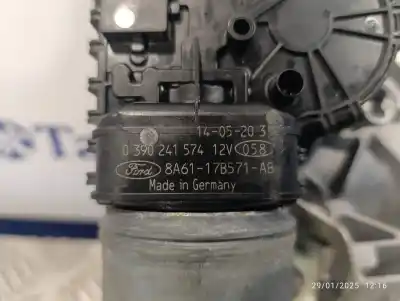 14-05-20 3
0 390 241 574 12V 058
Ford 8A61-17B571-AB
Made in Germany
29/01/2025 12:16